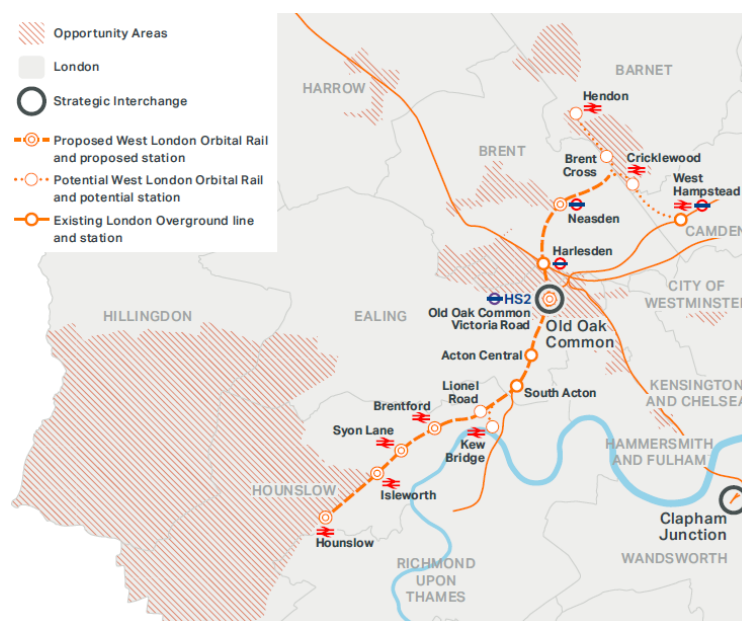 Opportunity Areas
London
Strategic Interchange
Proposed West London Orbital Rail
and proposed station
Potential West London Orbital Rail
and potential station
Existing London Overground line
and station
HARROW
BARNET
Hendon
BRENT
Brent
Cross
Cricklewood
West
Hampstead
Neasden
CAMDEN
Harlesden
CITY OF
WESTMINSTER
HILLINGDON
EALING
HS2
Old Oak Common
Victoria Road
Old Oak
Common
Acton Central
Lionel
Road
South Acton
KENSINGTON
AND CHELSEA
Brentford
Syon Lane
Kew
Bridge
HAMMERSMITH
AND FULHAM
HOUNSLOW
Isleworth
Hounslow
Clapham
Junction
RICHMOND
UPON
THAMES
WANDSWORTH